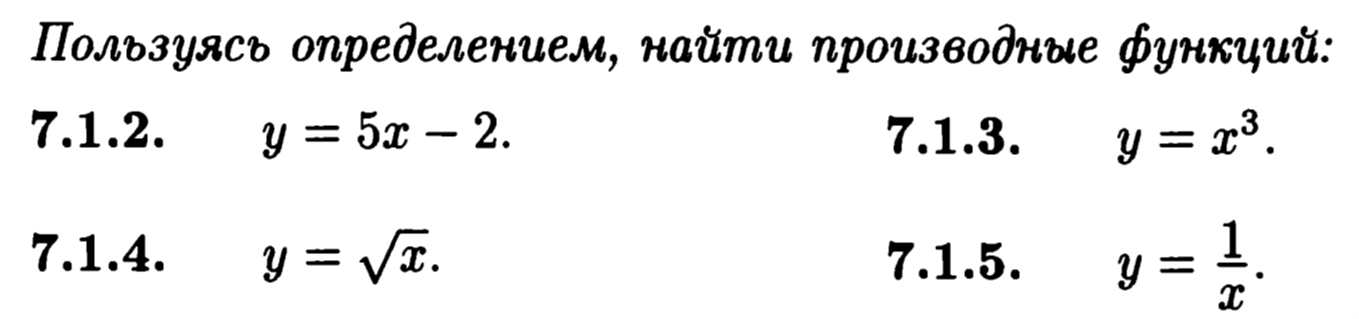 Пользуясь определением, найти производные функций:
7.1.2. y = 5x − 2. 7.1.3. y = x³.
7.1.4. y = √x. 7.1.5. y = 1/x.